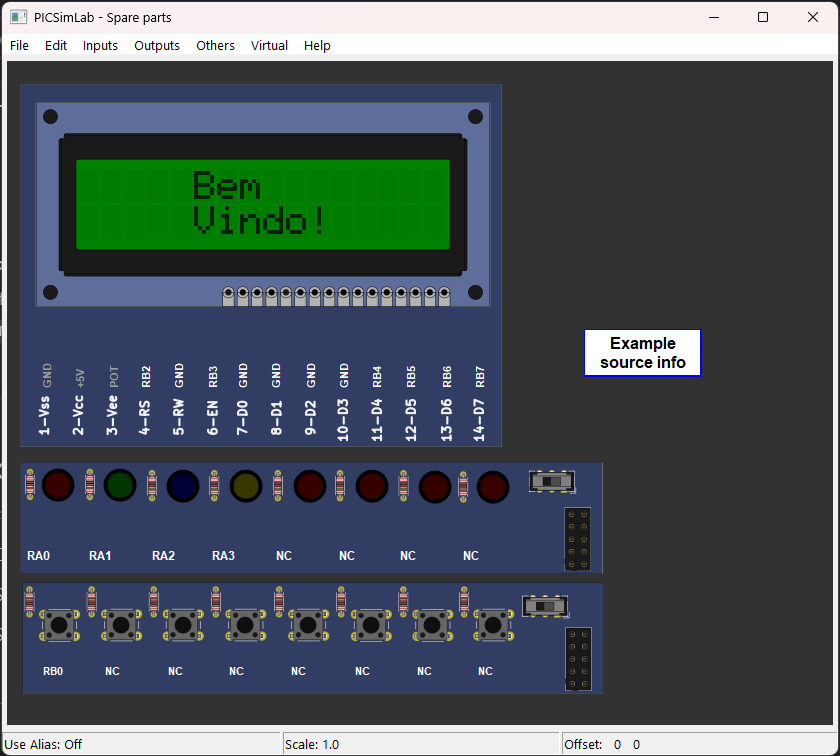 PICSimLab - Spare parts
File Edit Inputs Outputs Others Virtual Help
Bem
Vindo!
GND +5V POT RB2 GND RB3 GND GND GND GND RB4 RB5 RB6 RB7
1-Vss 2-Vcc 3-Vee 4-RS 5-RW 6-EN 7-D0 8-D1 9-D2 10-D3 11-D4 12-D5 13-D6 14-D7
Example
source info
RA0 RA1 RA2 RA3 NC NC NC NC
RB0 NC NC NC NC NC NC NC
Use Alias: Off Scale: 1.0 Offset: 0 0